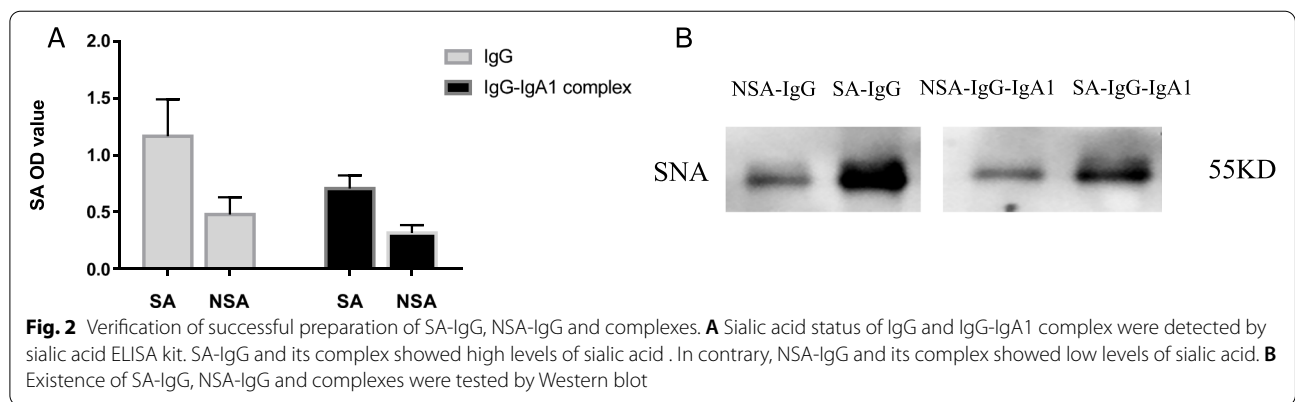 A
2.0
1.5
1.0
0.5
0.0
SA OD value
SA NSA SA NSA
IgG
IgG-IgA1 complex
B
NSA-IgG SA-IgG NSA-IgG-IgA1 SA-IgG-IgA1
SNA 55KD
Fig. 2 Verification of successful preparation of SA-IgG, NSA-IgG and complexes. A Sialic acid status of IgG and IgG-IgA1 complex were detected by
sialic acid ELISA kit. SA-IgG and its complex showed high levels of sialic acid . In contrary, NSA-IgG and its complex showed low levels of sialic acid. B
Existence of SA-IgG, NSA-IgG and complexes were tested by Western blot